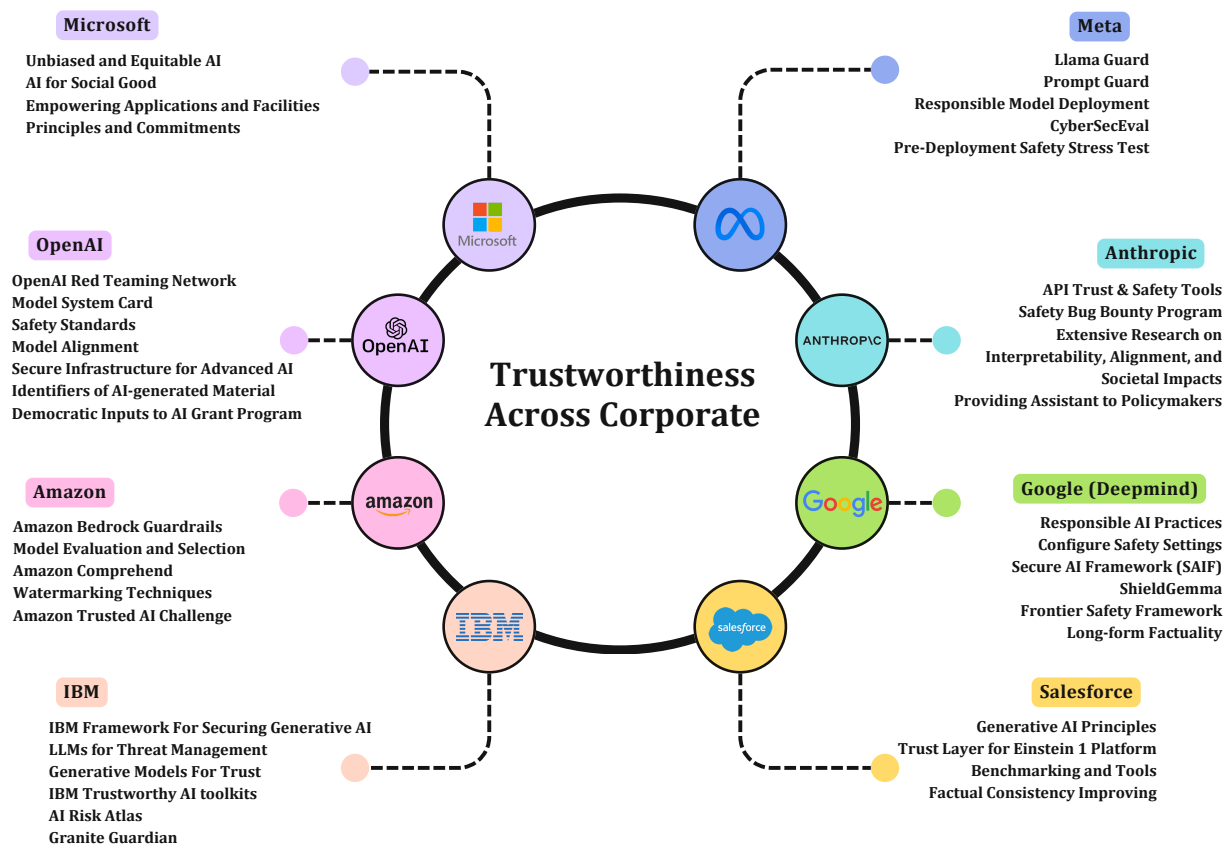 Microsoft
Unbiased and Equitable AI
AI for Social Good
Empowering Applications and Facilities
Principles and Commitments
Meta
Llama Guard
Prompt Guard
Responsible Model Deployment
CyberSecEval
Pre-Deployment Safety Stress Test
Microsoft
OpenAI
OpenAI Red Teaming Network
Model System Card
Safety Standards
Model Alignment
Secure Infrastructure for Advanced AI
Identifiers of AI-generated Material
Democratic Inputs to AI Grant Program
OpenAI
Anthropic
API Trust & Safety Tools
Safety Bug Bounty Program
Extensive Research on
Interpretability, Alignment, and
Societal Impacts
Providing Assistant to Policymakers
ANTHROP\C
Trustworthiness
Across Corporate
Amazon
Amazon Bedrock Guardrails
Model Evaluation and Selection
Amazon Comprehend
Watermarking Techniques
Amazon Trusted AI Challenge
amazon
Google
Google (Deepmind)
Responsible AI Practices
Configure Safety Settings
Secure AI Framework (SAIF)
ShieldGemma
Frontier Safety Framework
Long-form Factuality
IBM
salesforce
IBM
IBM Framework For Securing Generative AI
LLMs for Threat Management
Generative Models For Trust
IBM Trustworthy AI toolkits
AI Risk Atlas
Granite Guardian
Salesforce
Generative AI Principles
Trust Layer for Einstein 1 Platform
Benchmarking and Tools
Factual Consistency Improving